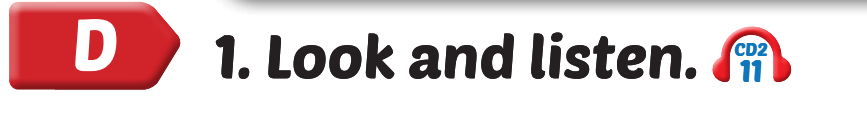 D 1. Look and listen. CD2
11